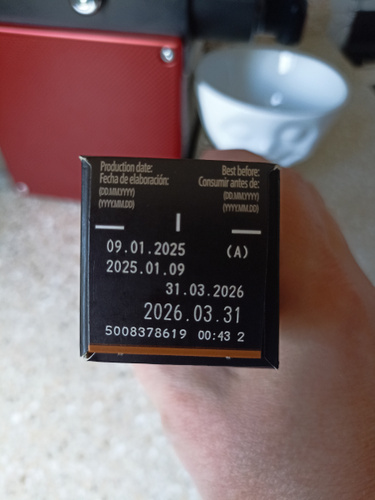 Production date:
Fecha de elaboración:
(DD.MM.YYYY)
(YYYY.MM.DD)
Best before:
Consumir antes de:
(DD.MM.YYYY)
(YYYY.MM.DD)
09.01.2025 (A)
2025.01.09
31.03.2026
2026.03.31
5008378619 00:43 2